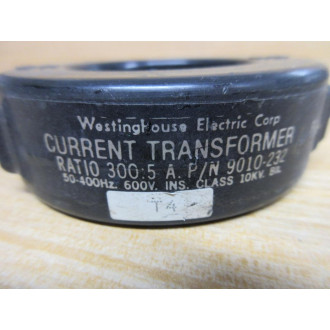 Westinghouse Electric Corp
CURRENT TRANSFORMER
RATIO 300:5 A. P/N 9010-232
50-400Hz. 600V. INS. CLASS 10KV. BIL.
T4